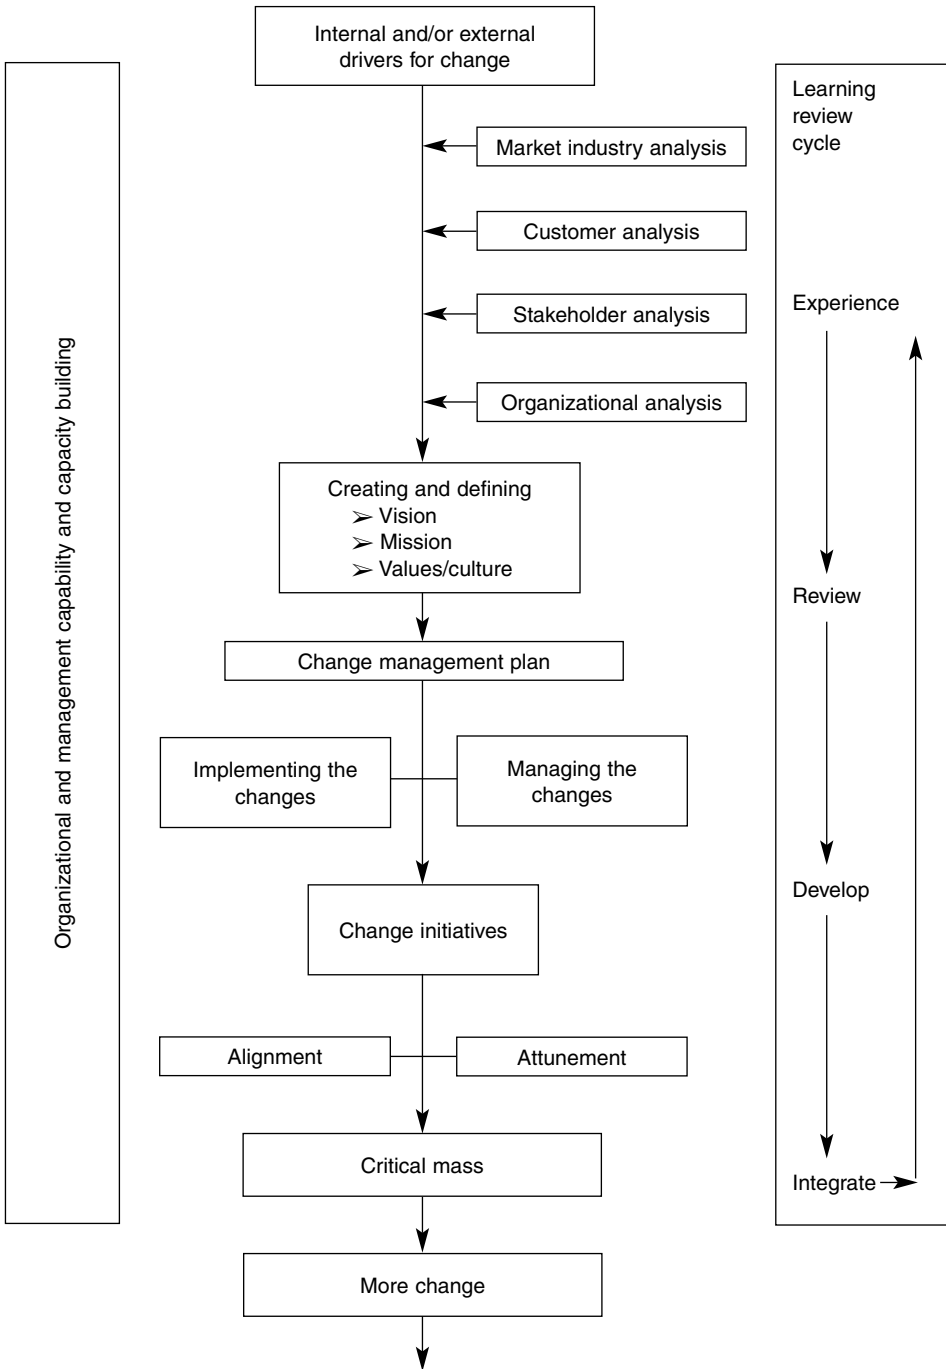 Internal and/or external
drivers for change
Learning
review
cycle
Market industry analysis
Customer analysis
Stakeholder analysis
Experience
Organizational analysis
Organizational and management capability and capacity building
Creating and defining
➢ Vision
➢ Mission
➢ Values/culture
Review
Change management plan
Implementing the
changes
Managing the
changes
Develop
Change initiatives
Alignment
Attunement
Critical mass
Integrate
More change